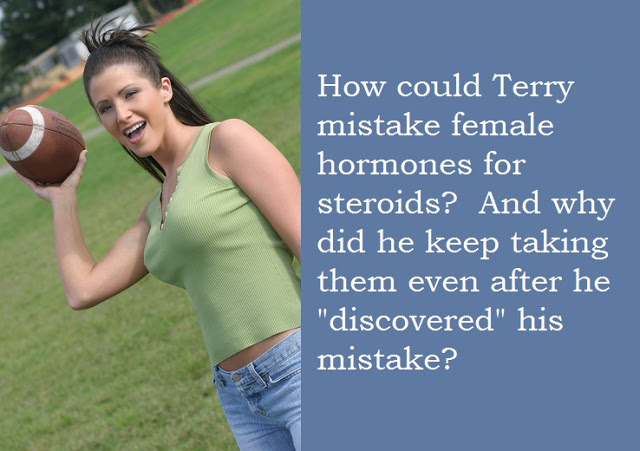 How could Terry
mistake female
hormones for
steroids?  And why
did he keep taking
them even after he
"discovered" his
mistake?